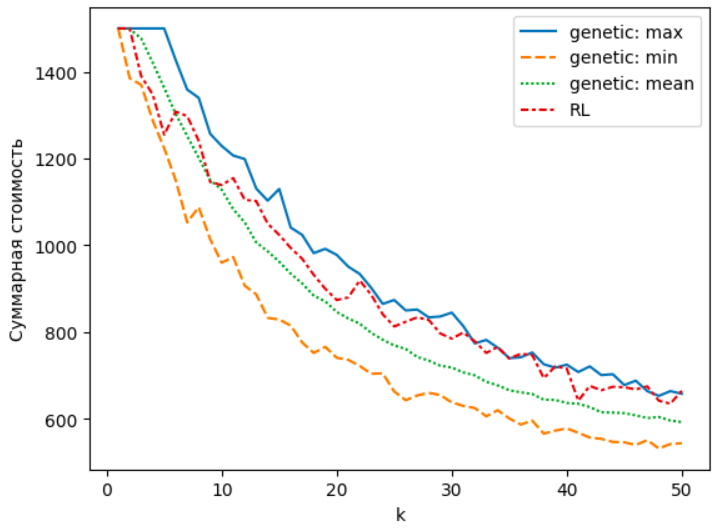 genetic: max
genetic: min
genetic: mean
RL
Суммарная стоимость
1400
1200
1000
800
600
0
10
20
30
40
50
k